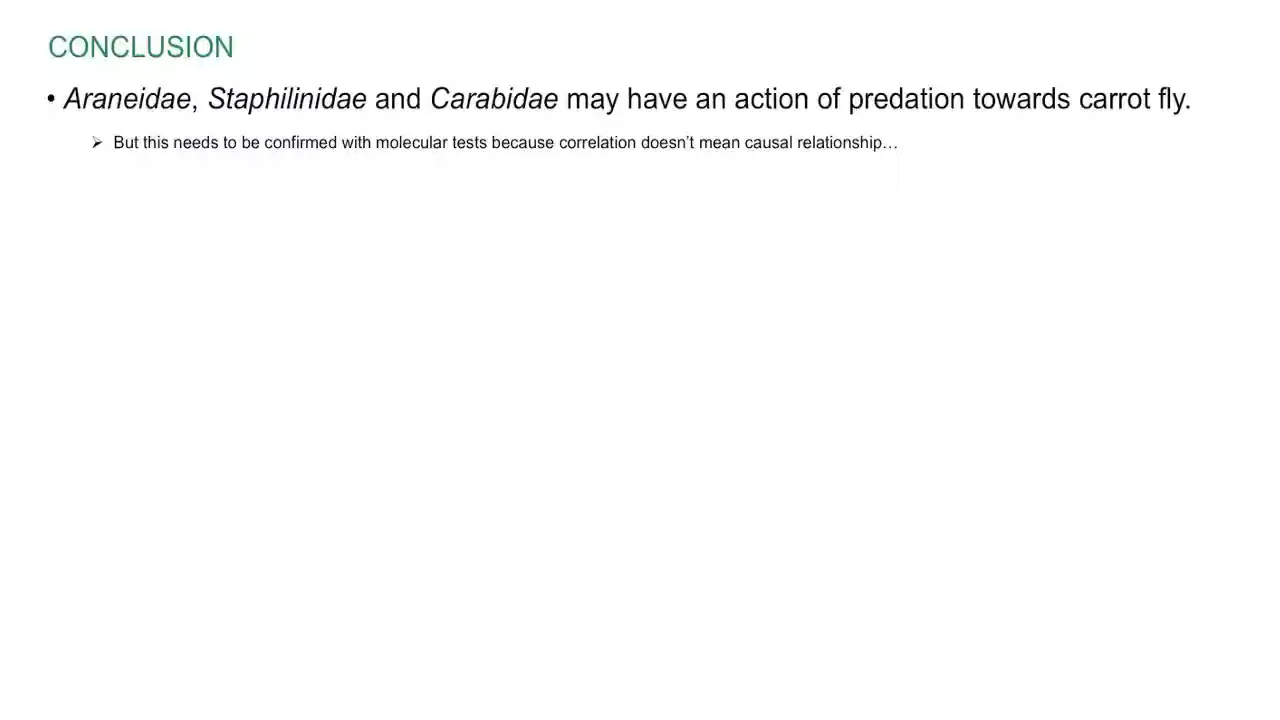 CONCLUSION
• Araneidae, Staphilinidae and Carabidae may have an action of predation towards carrot fly.
➢ But this needs to be confirmed with molecular tests because correlation doesn’t mean causal relationship…